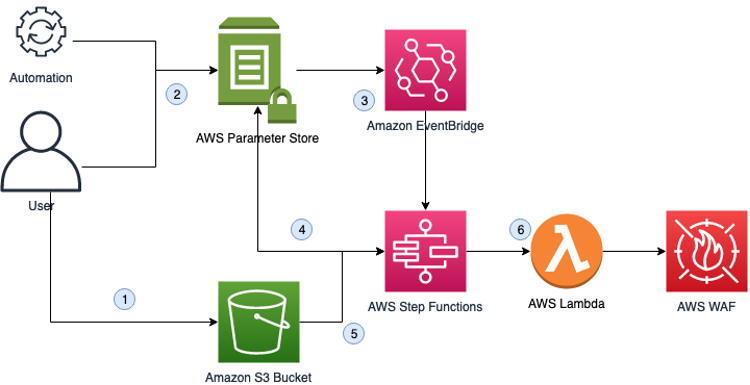 Automation
2
3
AWS Parameter Store
Amazon EventBridge
User
4
6
1
AWS Step Functions
AWS Lambda
AWS WAF
5
Amazon S3 Bucket